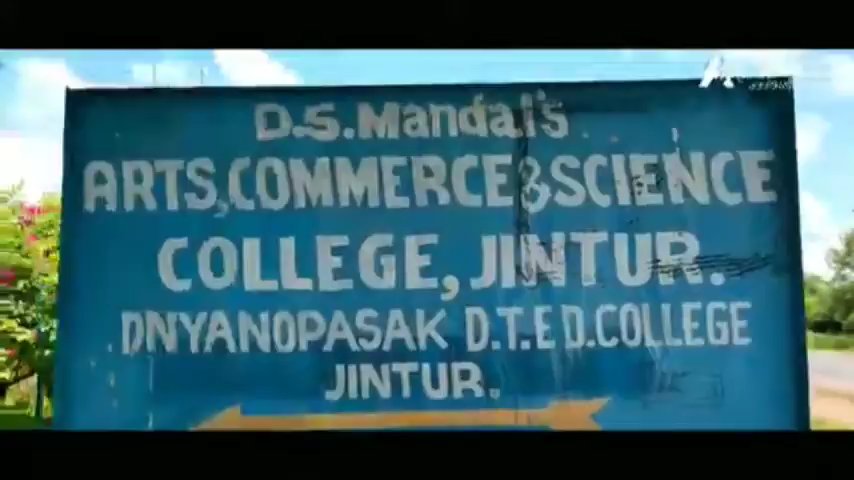 D.S.Mandal's
ARTS,COMMERCE&SCIENCE
COLLEGE, JINTUR.
DNYANOPASAK D.T.E D.COLLEGE
JINTUR.